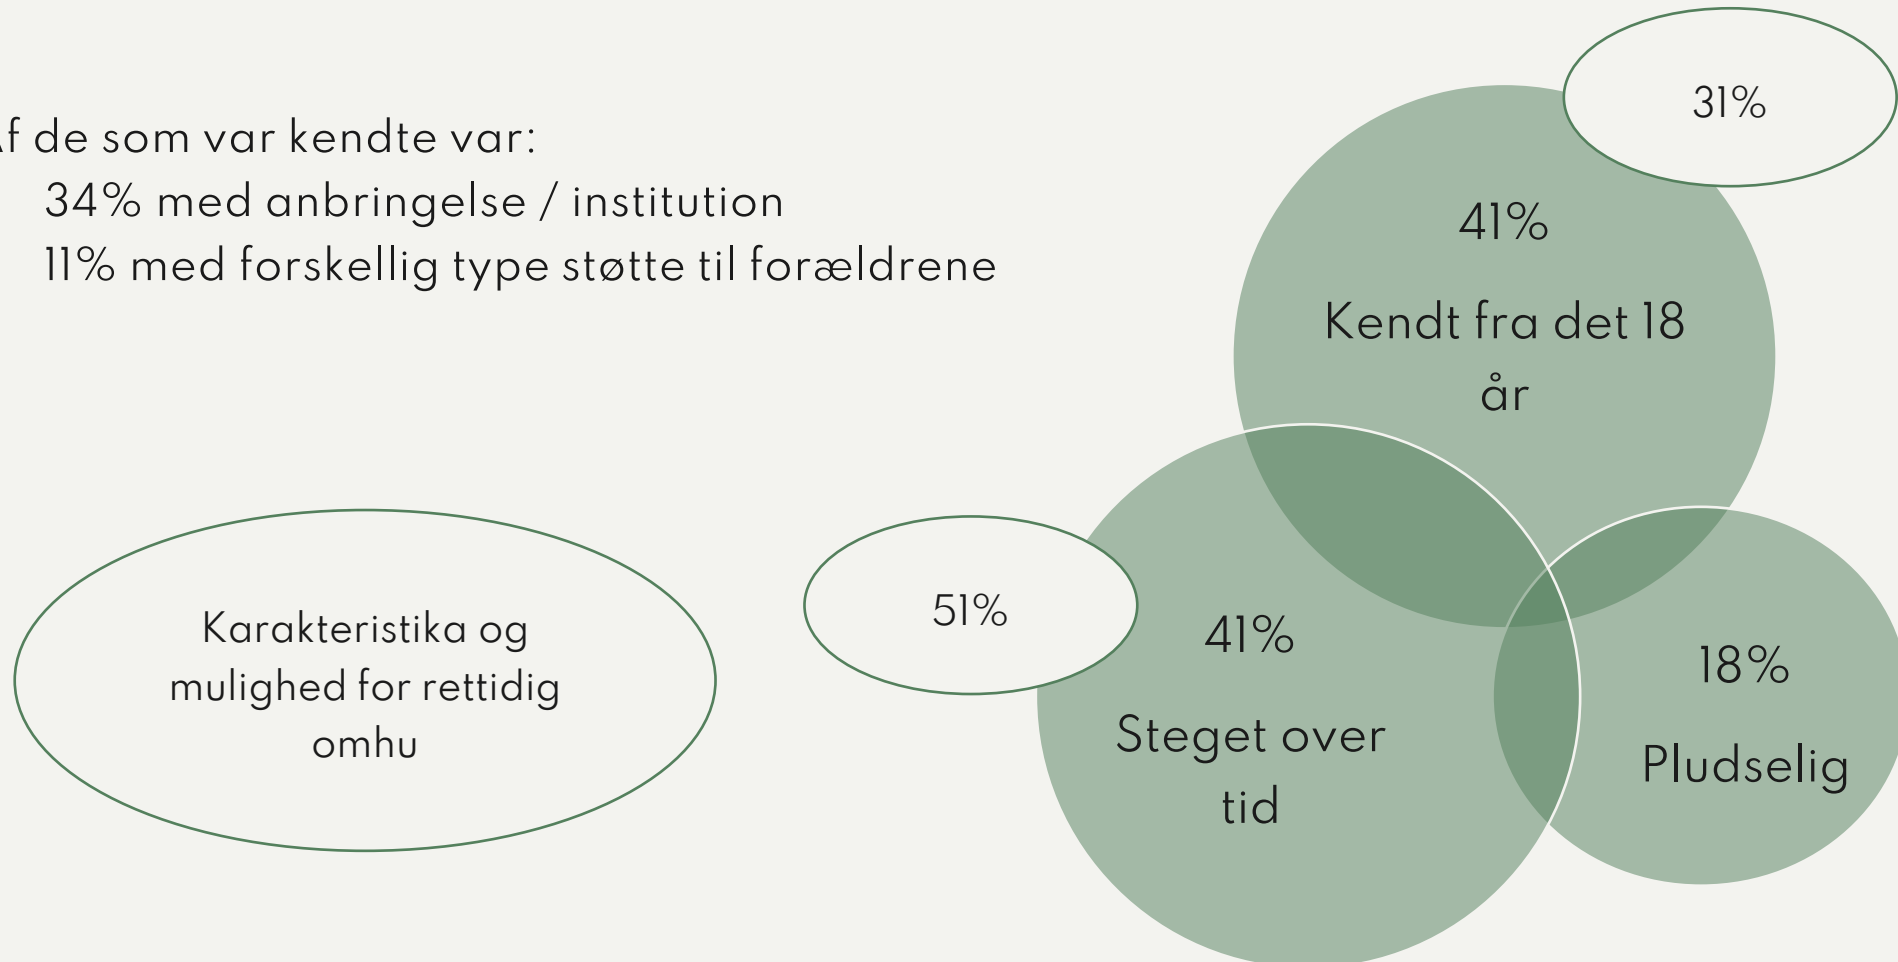 Af de som var kendte var:
34% med anbringelse / institution
11% med forskellig type støtte til forældrene
31%
41%
Kendt fra det 18
år
51%
41%
Steget over
tid
18%
Pludselig
Karakteristika og
mulighed for rettidig
omhu